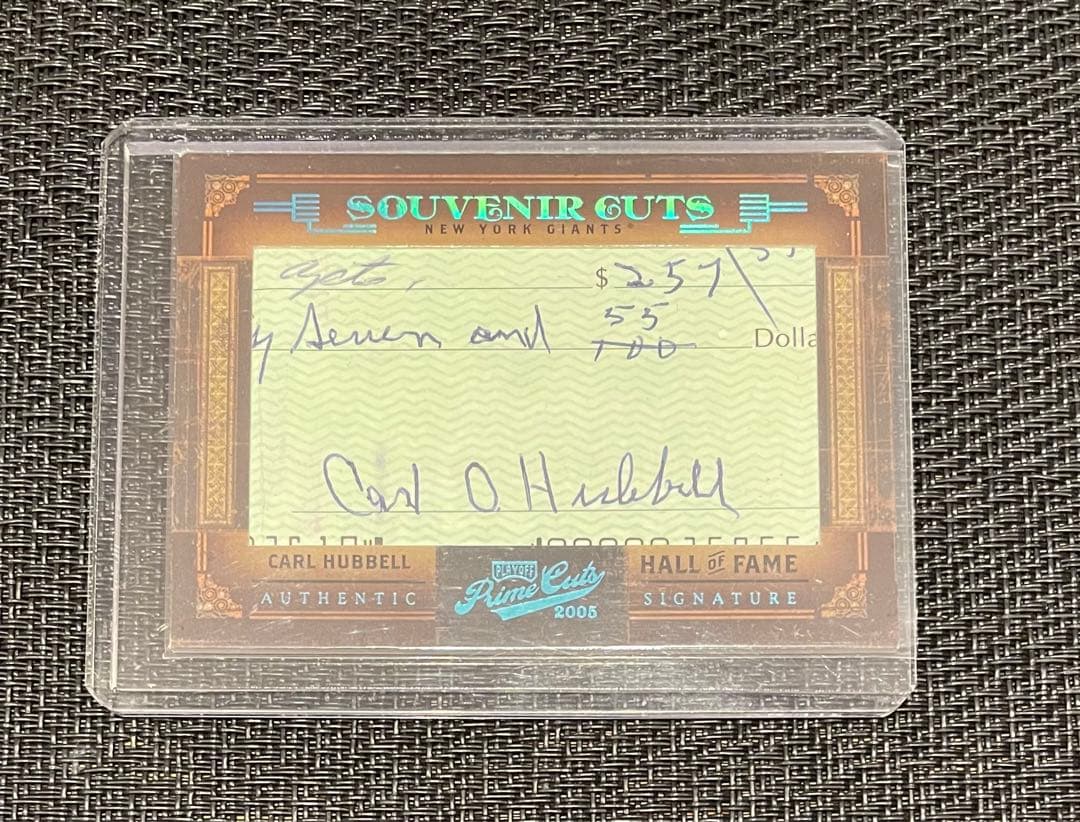 SOUVENIR CUTS
NEW YORK GIANTS
$ 257
y Seven and 55
100 Dolla
Carl O. Hubbell
CARL HUBBELL
HALL OF FAME
AUTHENTIC
PLAYOFF
Prime Cuts
2005
SIGNATURE